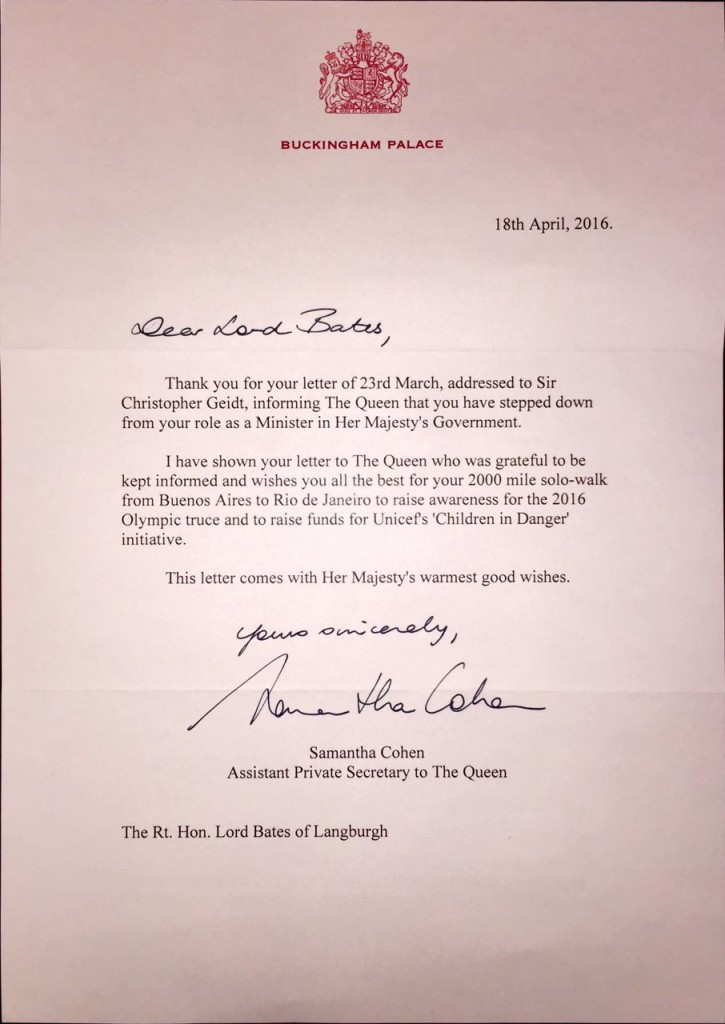 BUCKINGHAM PALACE
18th April, 2016.
Dear Lord Bates,
Thank you for your letter of 23rd March, addressed to Sir
Christopher Geidt, informing The Queen that you have stepped down
from your role as a Minister in Her Majesty's Government.
I have shown your letter to The Queen who was grateful to be
kept informed and wishes you all the best for your 2000 mile solo-walk
from Buenos Aires to Rio de Janeiro to raise awareness for the 2016
Olympic truce and to raise funds for Unicef's 'Children in Danger'
initiative.
This letter comes with Her Majesty's warmest good wishes.
Yours sincerely,
Samantha Cohen
Samantha Cohen
Assistant Private Secretary to The Queen
The Rt. Hon. Lord Bates of Langburgh